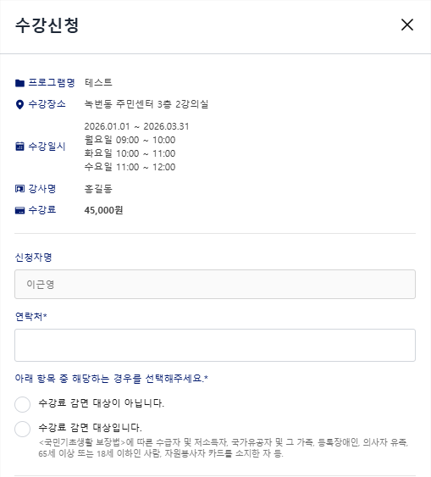 수강신청
프로그램명 테스트
수강장소 녹번동 주민센터 3층 2강의실
2026.01.01 ~ 2026.03.31
월요일 09:00 ~ 10:00
화요일 10:00 ~ 11:00
수강일시
수요일 11:00 ~ 12:00
강사명 홍길동
수강료 45,000원
신청자명
이근영
연락처*
아래 항목 중 해당하는 경우를 선택해주세요.*
수강료 감면 대상이 아닙니다.
수강료 감면 대상입니다.
<국민기초생활 보장법>에 따른 수급자 및 저소득자, 국가유공자 및 그 가족, 등록장애인, 의사자 유족,
65세 이상 또는 18세 이하인 사람, 자원봉사자 카드를 소지한 자 등.